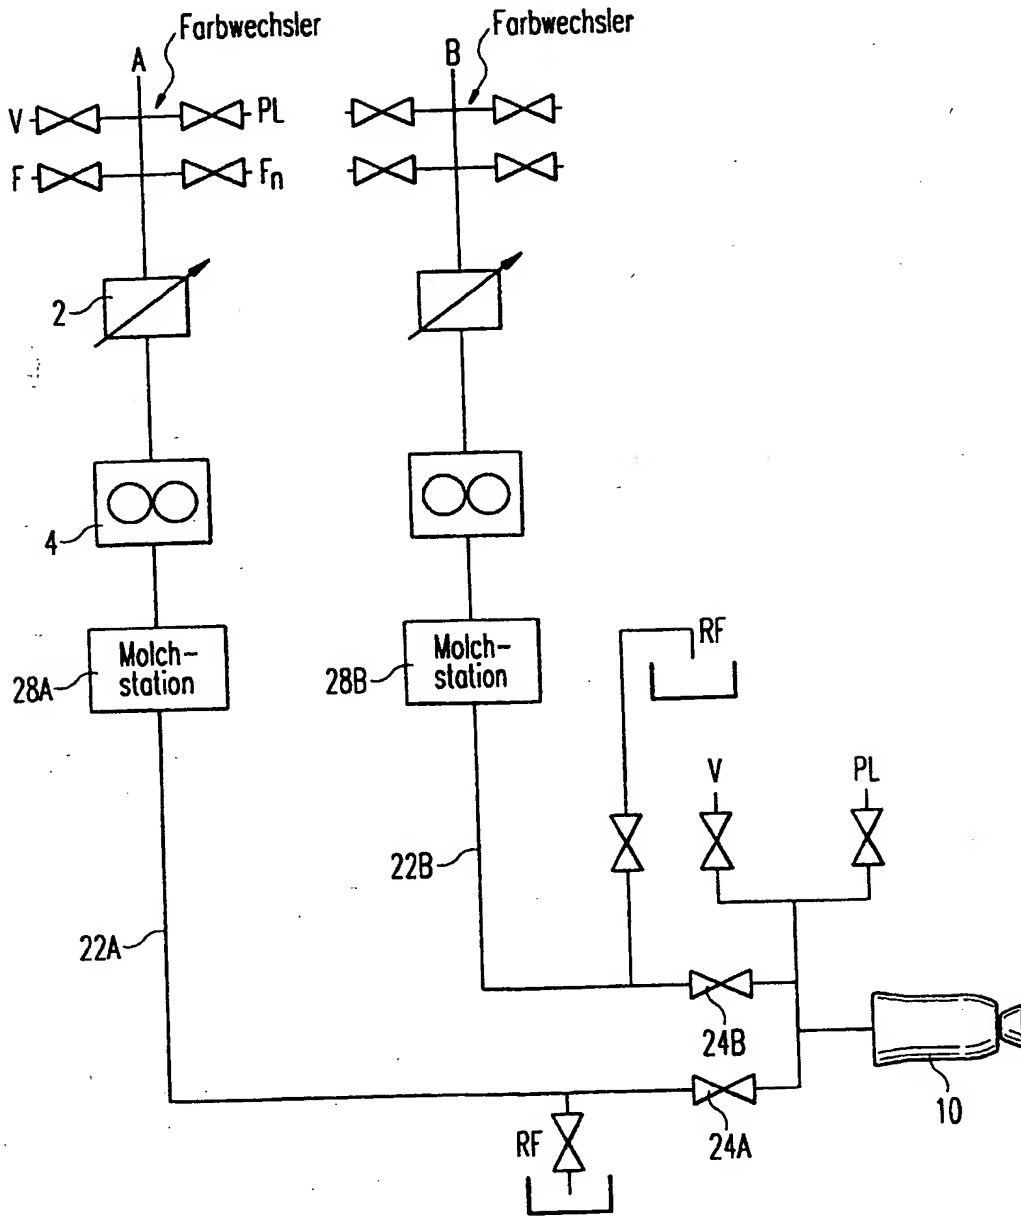 Farbwechsler
Farbwechsler
A
B
V
PL
F
Fn
2
4
Molch-
station
28A
Molch-
station
28B
RF
V
PL
22B
22A
24B
10
24A
RF